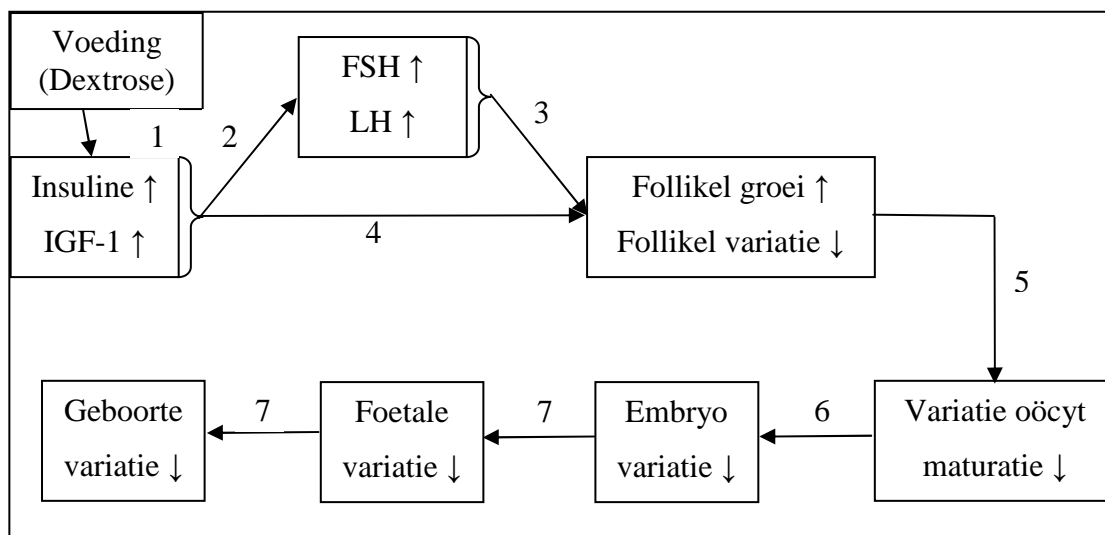 Voeding
(Dextrose)
1
Insuline ↑
IGF-1 ↑
2
FSH ↑
LH ↑
3
4
Follikel groei ↑
Follikel variatie ↓
5
Variatie oöcyt
maturatie ↓
6
Embryo
variatie ↓
7
Foetale
variatie ↓
7
Geboorte
variatie ↓